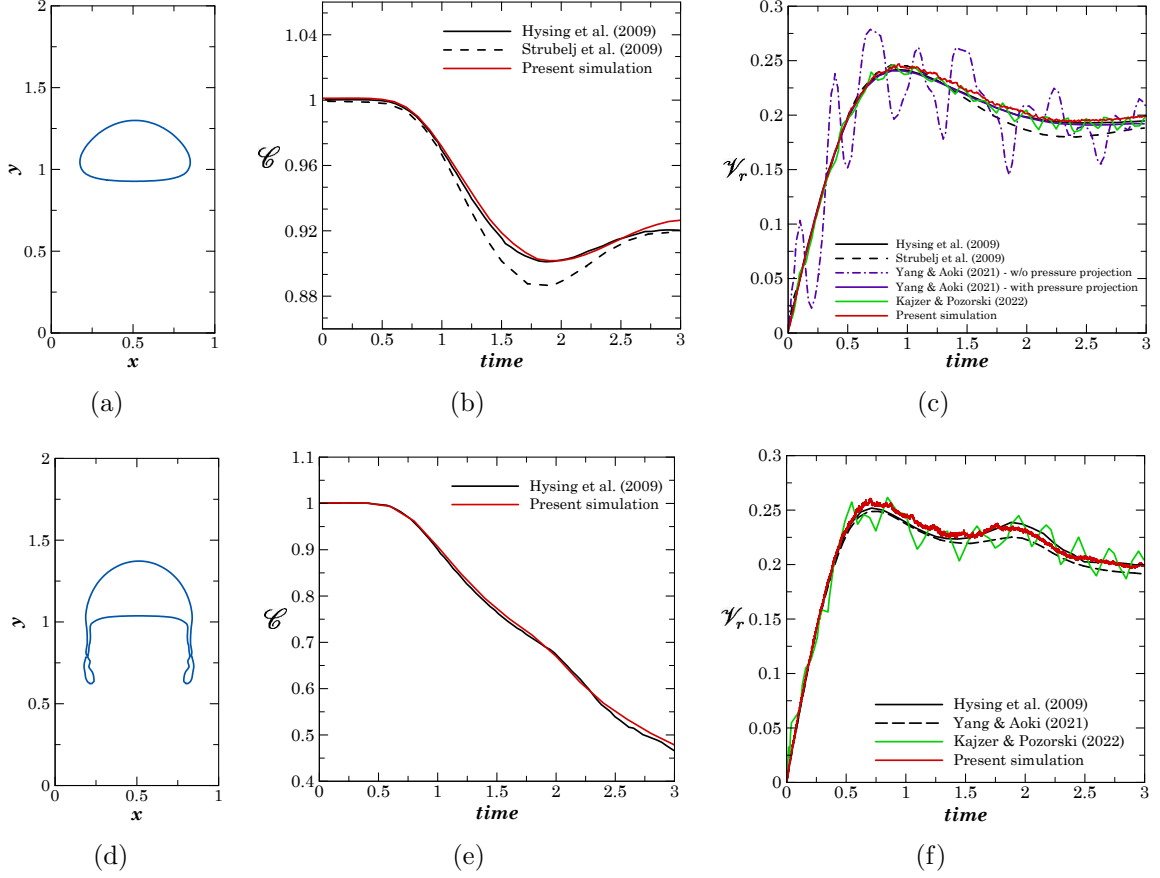 2
1.5
1
0.5
0
y
0
0.5
1
x
(a)
1.04
1
0.96
0.92
0.88
𝒞
0
0.5
1
1.5
2
2.5
3
time
Hysing et al. (2009)
Strubelj et al. (2009)
Present simulation
(b)
0.3
0.25
0.2
0.15
0.1
0.05
0
𝒱r
0
0.5
1
1.5
2
2.5
3
time
Hysing et al. (2009)
Strubelj et al. (2009)
Yang & Aoki (2021) - w/o pressure projection
Yang & Aoki (2021) - with pressure projection
Kajzer & Pozorski (2022)
Present simulation
(c)
2
1.5
1
0.5
0
y
0
0.5
1
x
(d)
1.1
1
0.9
0.8
0.7
0.6
0.5
0.4
𝒞
0
0.5
1
1.5
2
2.5
3
time
Hysing et al. (2009)
Present simulation
(e)
0.3
0.25
0.2
0.15
0.1
0.05
0
𝒱r
0
0.5
1
1.5
2
2.5
3
time
Hysing et al. (2009)
Yang & Aoki (2021)
Kajzer & Pozorski (2022)
Present simulation
(f)